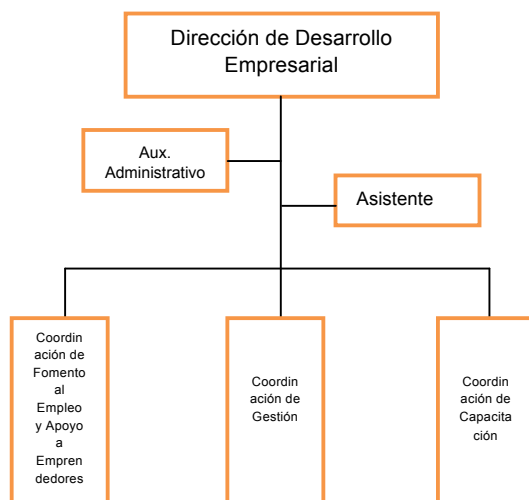 Dirección de Desarrollo
Empresarial
Aux.
Administrativo
Asistente
Coordin
ación de
Fomento
al
Empleo
y Apoyo
a
Empren
dedores
Coordin
ación de
Gestión
Coordin
ación de
Capacita
ción